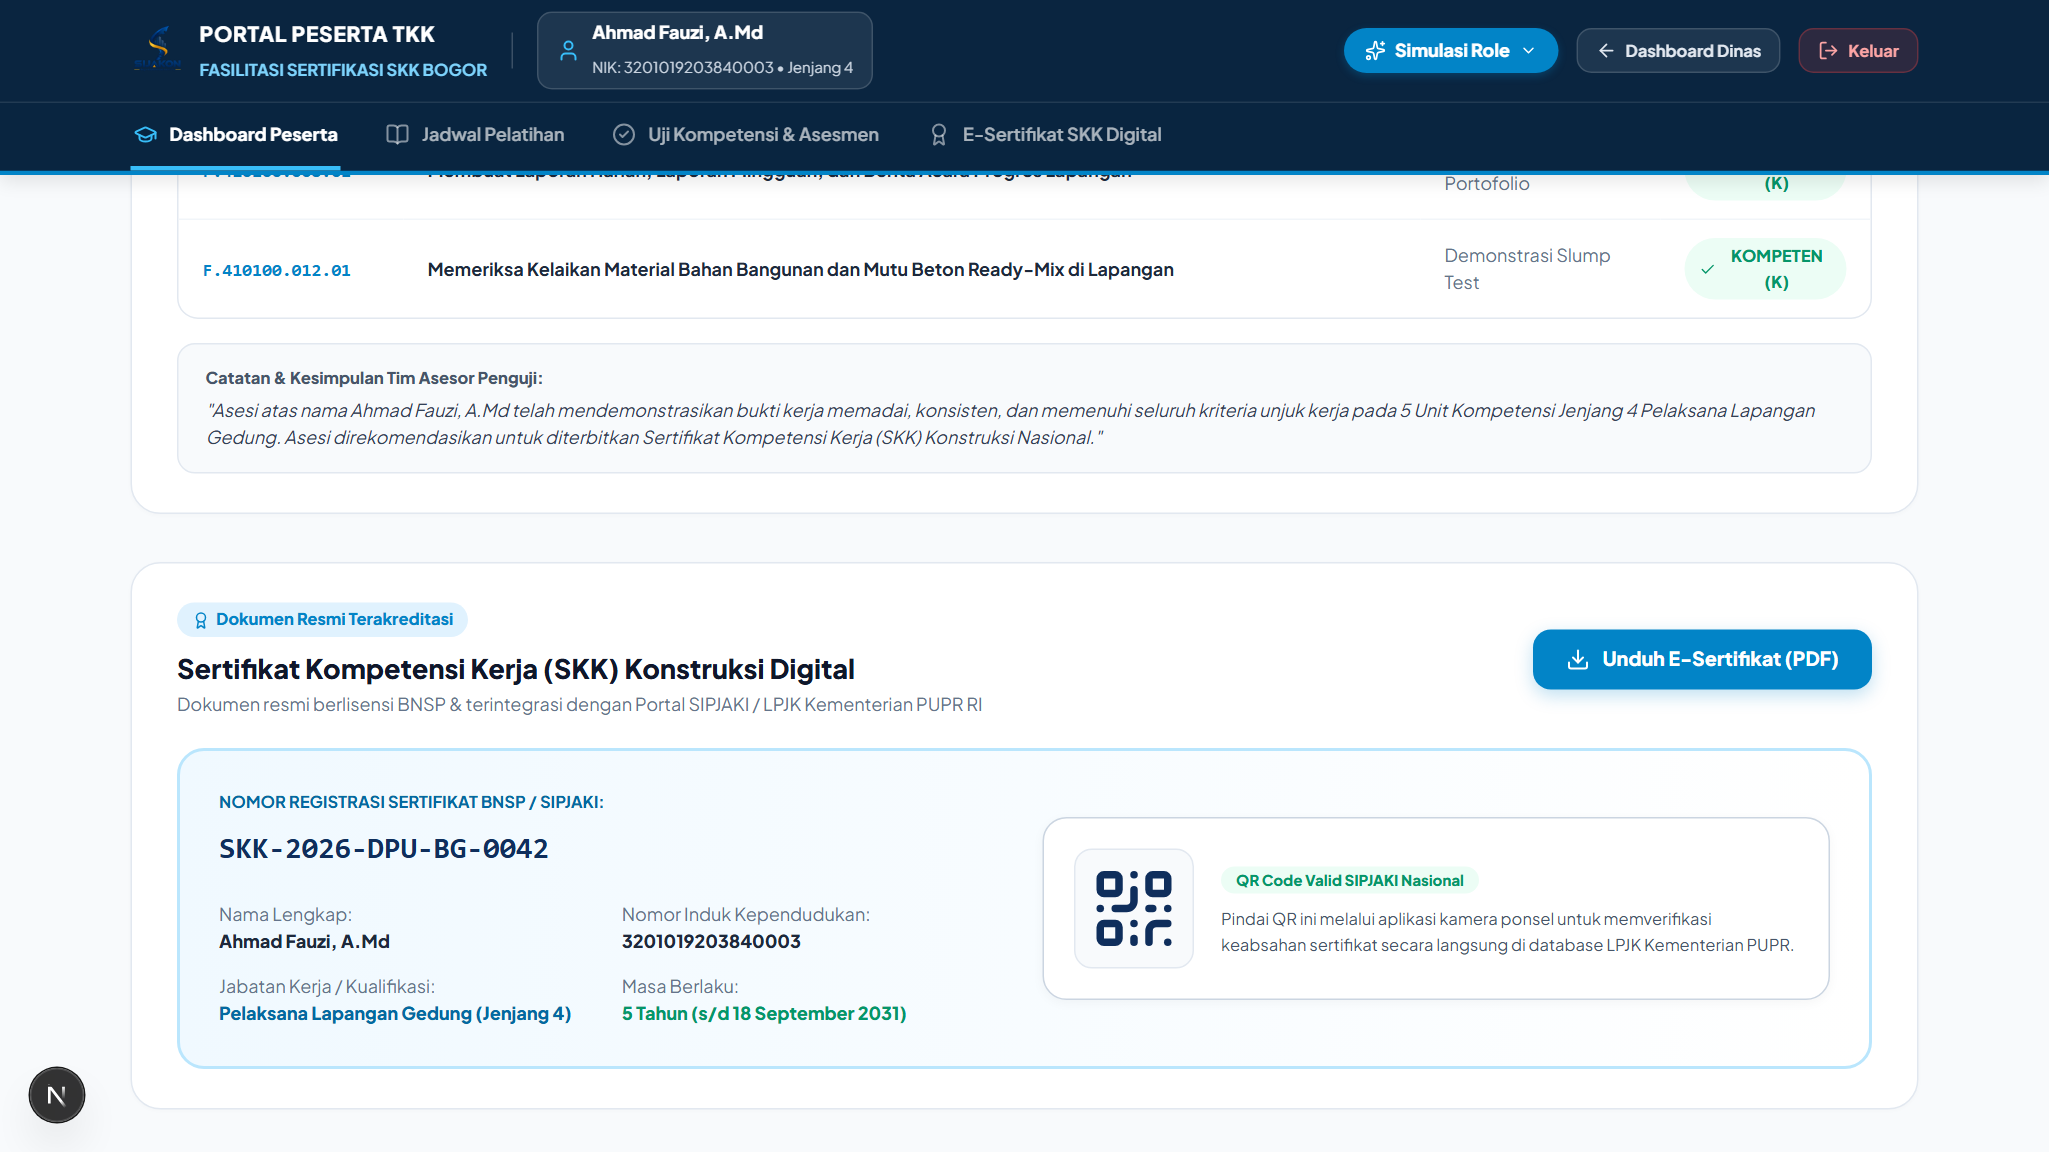 PORTAL PESERTA TKK
FASILITASI SERTIFIKASI SKK BOGOR
Ahmad Fauzi, A.Md
NIK: 3201019203840003 • Jenjang 4
Simulasi Role
Dashboard Dinas
Keluar
Dashboard Peserta
Jadwal Pelatihan
Uji Kompetensi & Asesmen
E-Sertifikat SKK Digital
Portofolio
(K)
F.410100.012.01
Memeriksa Kelaikan Material Bahan Bangunan dan Mutu Beton Ready-Mix di Lapangan
Demonstrasi Slump
Test
KOMPETEN
(K)
Catatan & Kesimpulan Tim Asesor Penguji:
"Asesi atas nama Ahmad Fauzi, A.Md telah mendemonstrasikan bukti kerja memadai, konsisten, dan memenuhi seluruh kriteria unjuk kerja pada 5 Unit Kompetensi Jenjang 4 Pelaksana Lapangan
Gedung. Asesi direkomendasikan untuk diterbitkan Sertifikat Kompetensi Kerja (SKK) Konstruksi Nasional."
Dokumen Resmi Terakreditasi
Sertifikat Kompetensi Kerja (SKK) Konstruksi Digital
Dokumen resmi berlisensi BNSP & terintegrasi dengan Portal SIPJAKI / LPJK Kementerian PUPR RI
Unduh E-Sertifikat (PDF)
NOMOR REGISTRASI SERTIFIKAT BNSP / SIPJAKI:
SKK-2026-DPU-BG-0042
Nama Lengkap:
Ahmad Fauzi, A.Md
Nomor Induk Kependudukan:
3201019203840003
Jabatan Kerja / Kualifikasi:
Pelaksana Lapangan Gedung (Jenjang 4)
Masa Berlaku:
5 Tahun (s/d 18 September 2031)
QR Code Valid SIPJAKI Nasional
Pindai QR ini melalui aplikasi kamera ponsel untuk memverifikasi
keabsahan sertifikat secara langsung di database LPJK Kementerian PUPR.
N